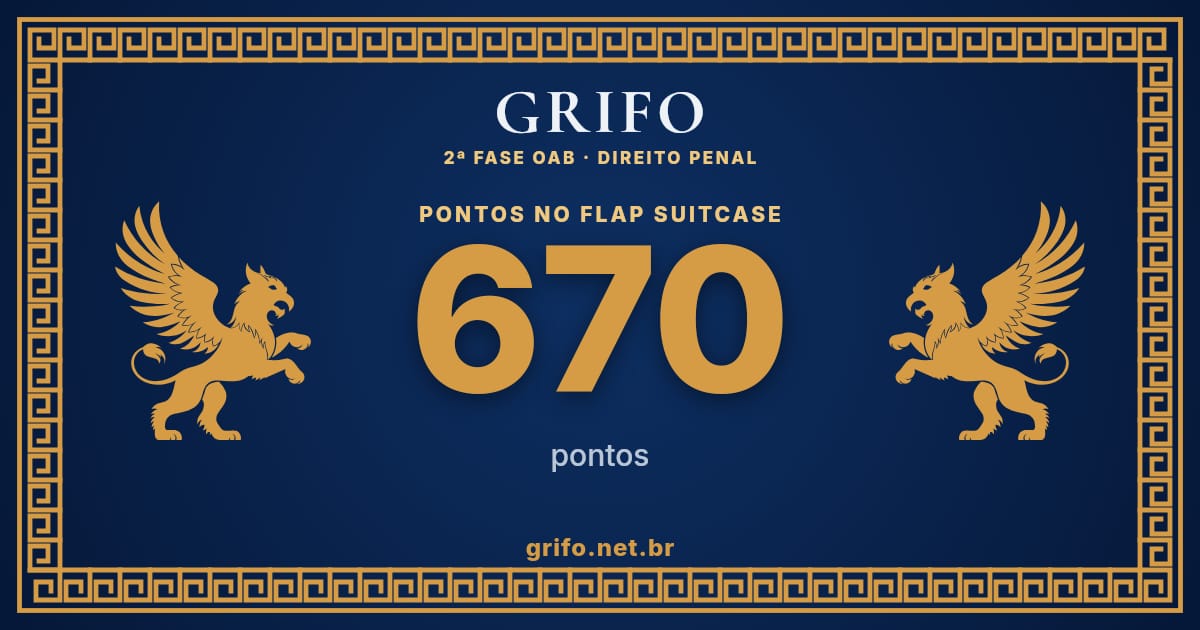 GRIFO
2ª FASE OAB · DIREITO PENAL
PONTOS NO FLAP SUITCASE
670
pontos
grifo.net.br